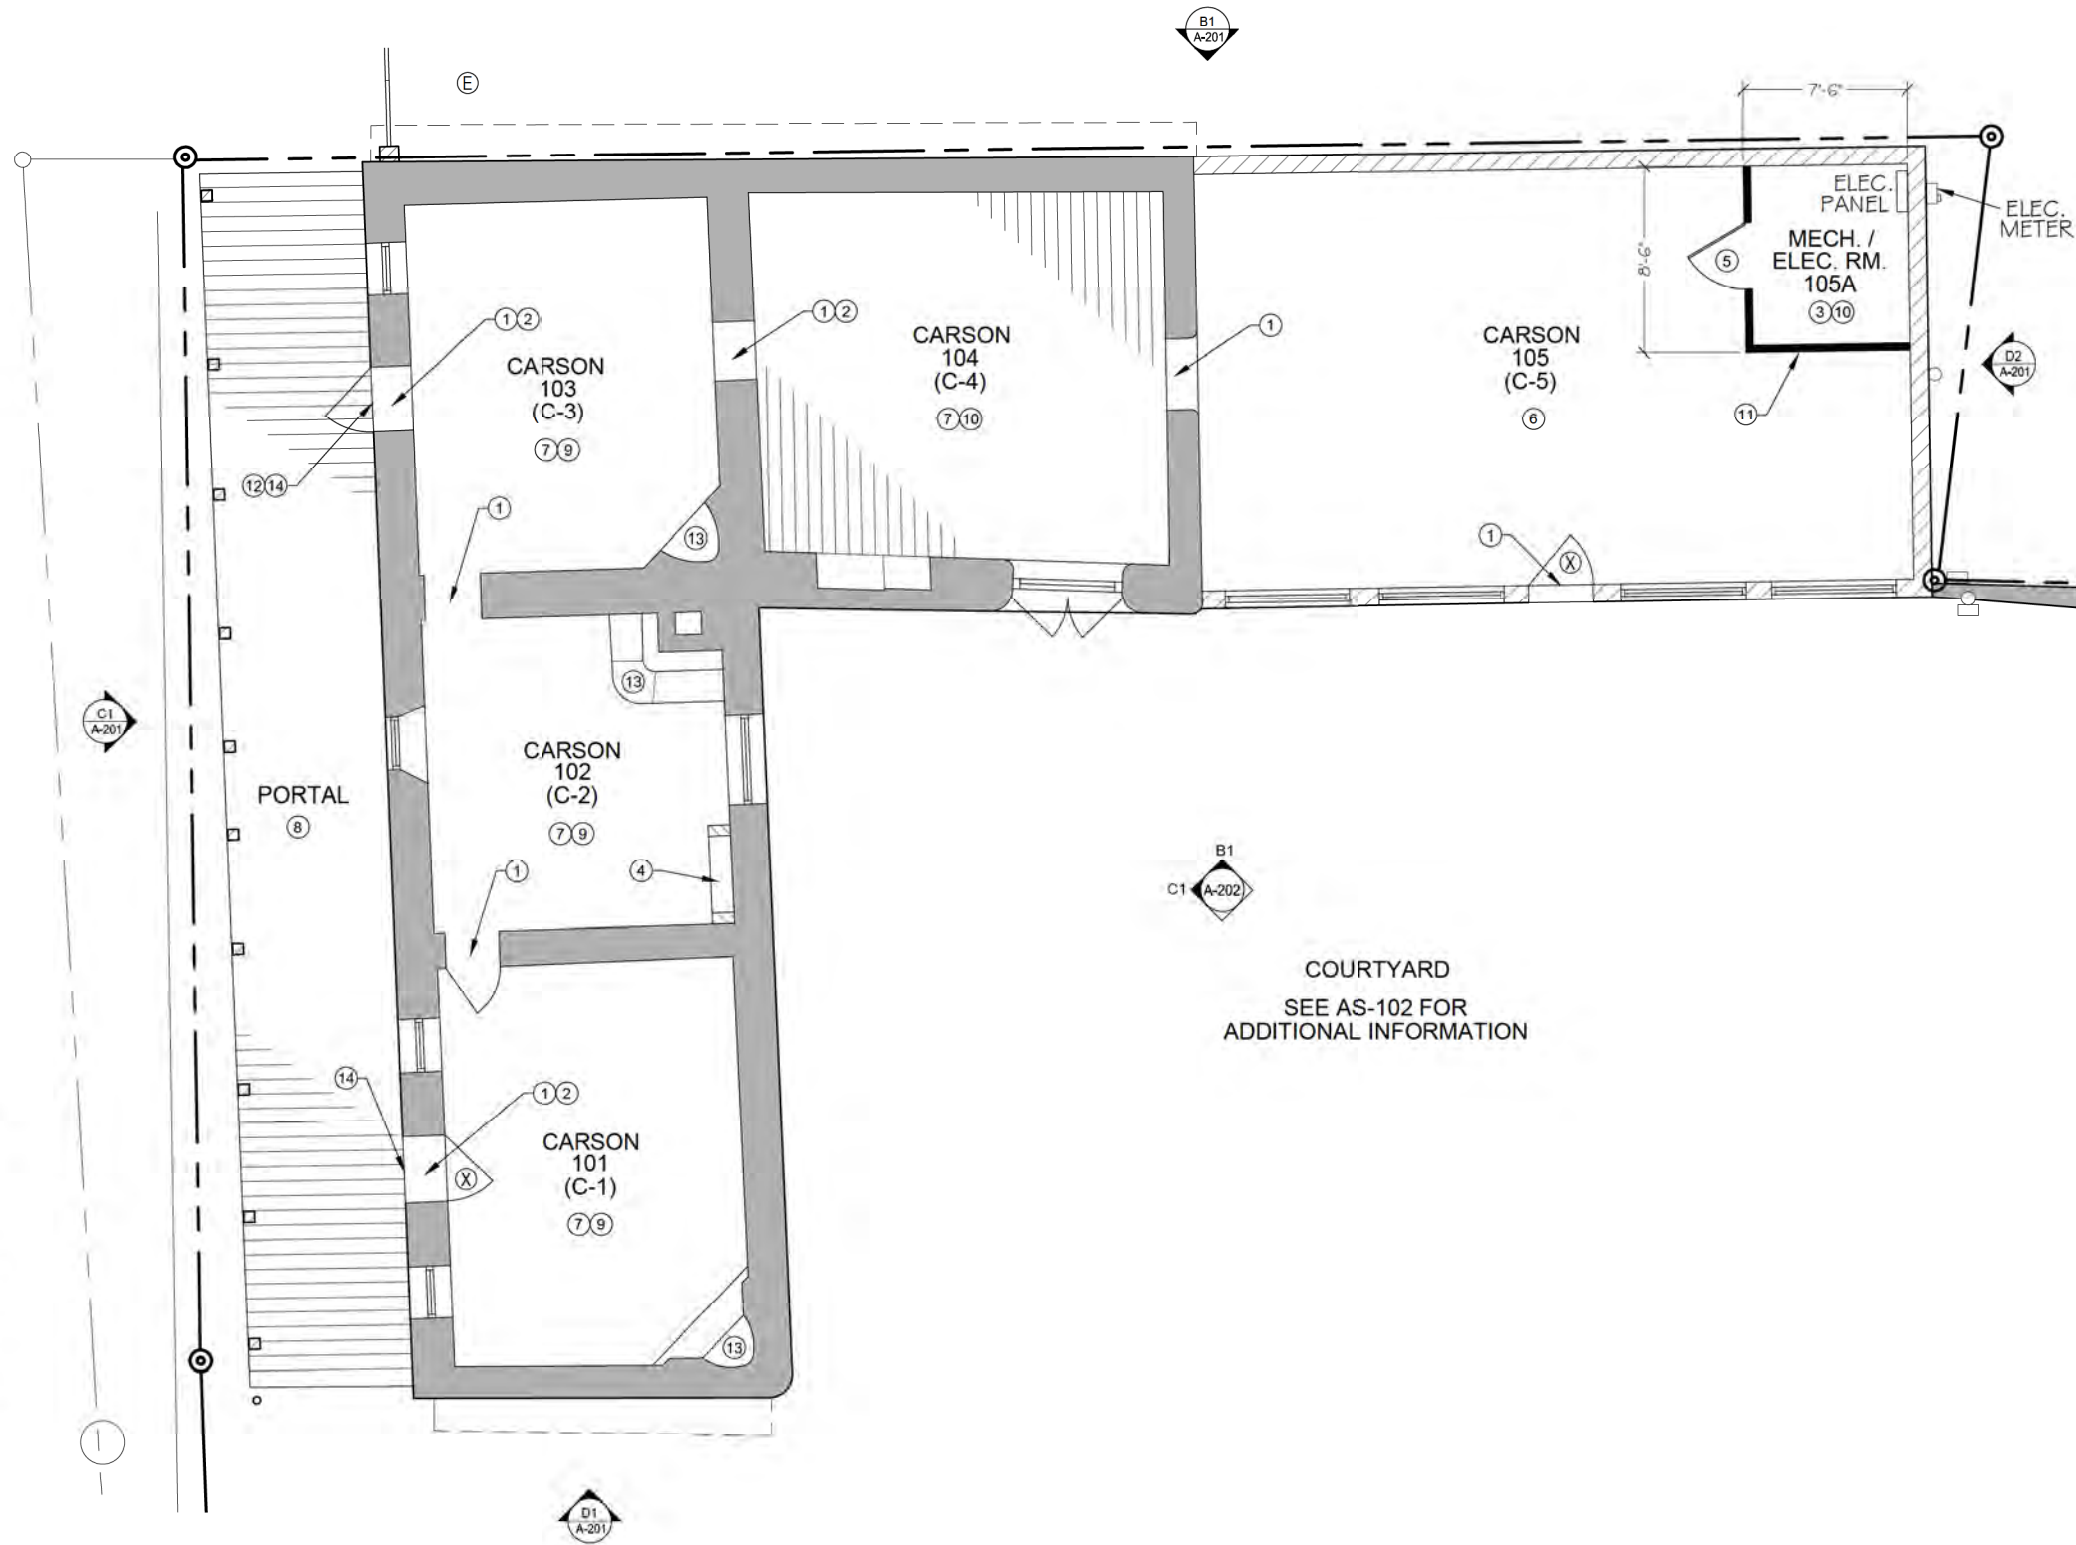 B1
A-201
E
7'-6"
ELEC.
PANEL
ELEC.
METER
8'-6"
MECH. /
ELEC. RM.
105A
3 10
5
1 2
1 2
1
CARSON
103
(C-3)
7 9
CARSON
104
(C-4)
7 10
CARSON
105
(C-5)
6
D2
A-201
11
12 14
1
13
1
X
13
C1
A-201
CARSON
102
(C-2)
7 9
PORTAL
8
1
4
B1
C1
A-202
COURTYARD
SEE AS-102 FOR
ADDITIONAL INFORMATION
14
1 2
CARSON
101
(C-1)
7 9
X
13
D1
A-201